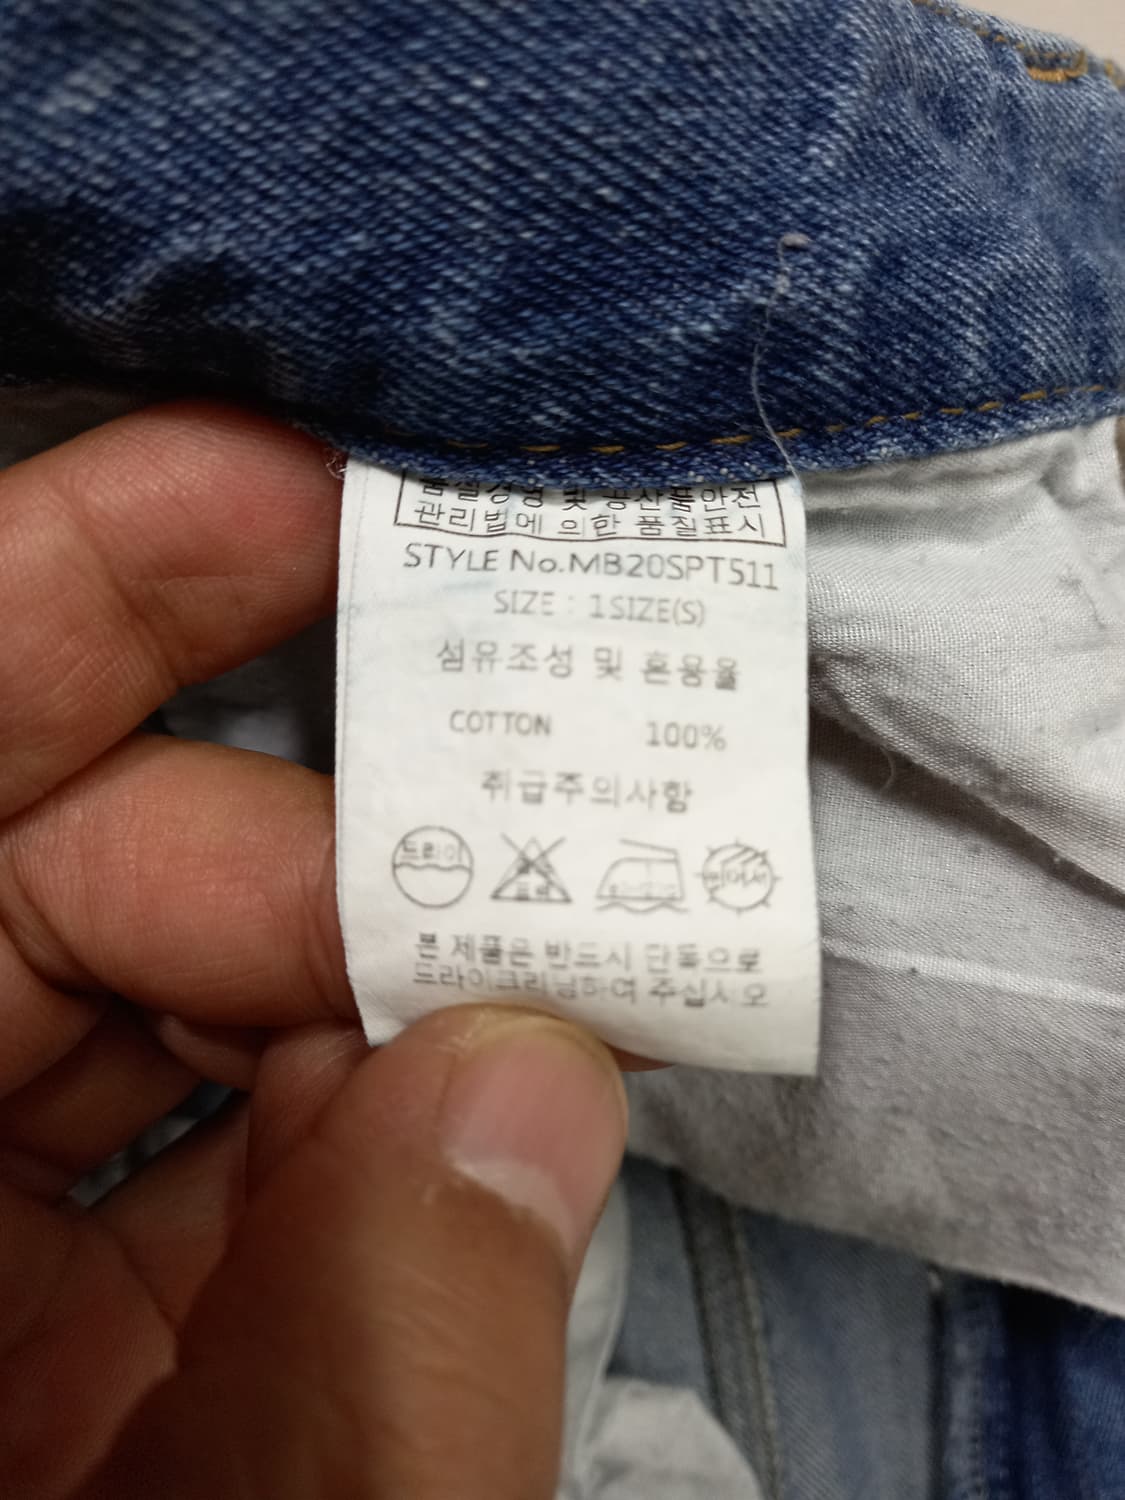 품질경영 및 공산품안전
관리법에 의한 품질표시
STYLE No.MB20SPT511
SIZE : 1SIZE(S)
섬유조성 및 혼용율
COTTON 100%
취급주의사항
드라이
본 제품은 반드시 단독으로
드라이크리닝하여 주십시오